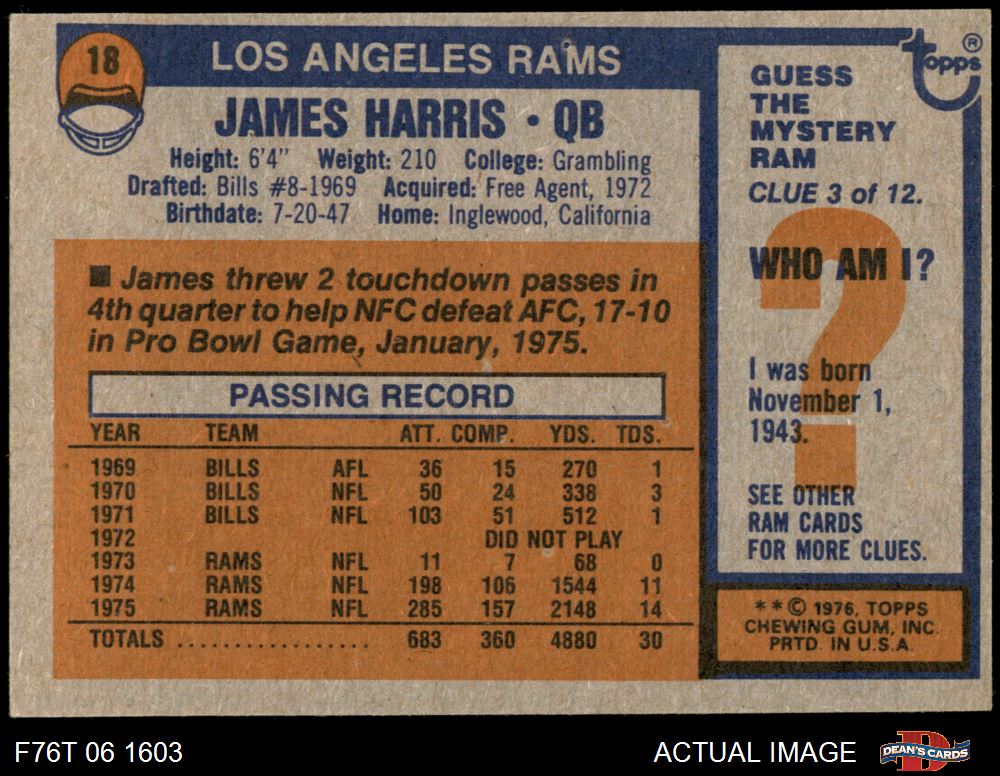 18
LOS ANGELES RAMS
JAMES HARRIS • QB
Height: 6'4" Weight: 210 College: Grambling
Drafted: Bills #8-1969 Acquired: Free Agent, 1972
Birthdate: 7-20-47 Home: Inglewood, California
■ James threw 2 touchdown passes in
4th quarter to help NFC defeat AFC, 17-10
in Pro Bowl Game, January, 1975.
PASSING RECORD
YEAR TEAM ATT. COMP. YDS. TDS.
1969 BILLS AFL 36 15 270 1
1970 BILLS NFL 50 24 338 3
1971 BILLS NFL 103 51 512 1
1972 DID NOT PLAY
1973 RAMS NFL 11 7 68 0
1974 RAMS NFL 198 106 1544 11
1975 RAMS NFL 285 157 2148 14
TOTALS ................. 683 360 4880 30
topps ®
GUESS
THE
MYSTERY
RAM
CLUE 3 of 12.
?
WHO AM I?
I was born
November 1,
1943.
SEE OTHER
RAM CARDS
FOR MORE CLUES.
**© 1976, TOPPS
CHEWING GUM, INC.
PRTD. IN U.S.A.
F76T 06 1603
ACTUAL IMAGE
D
DEAN'S CARDS